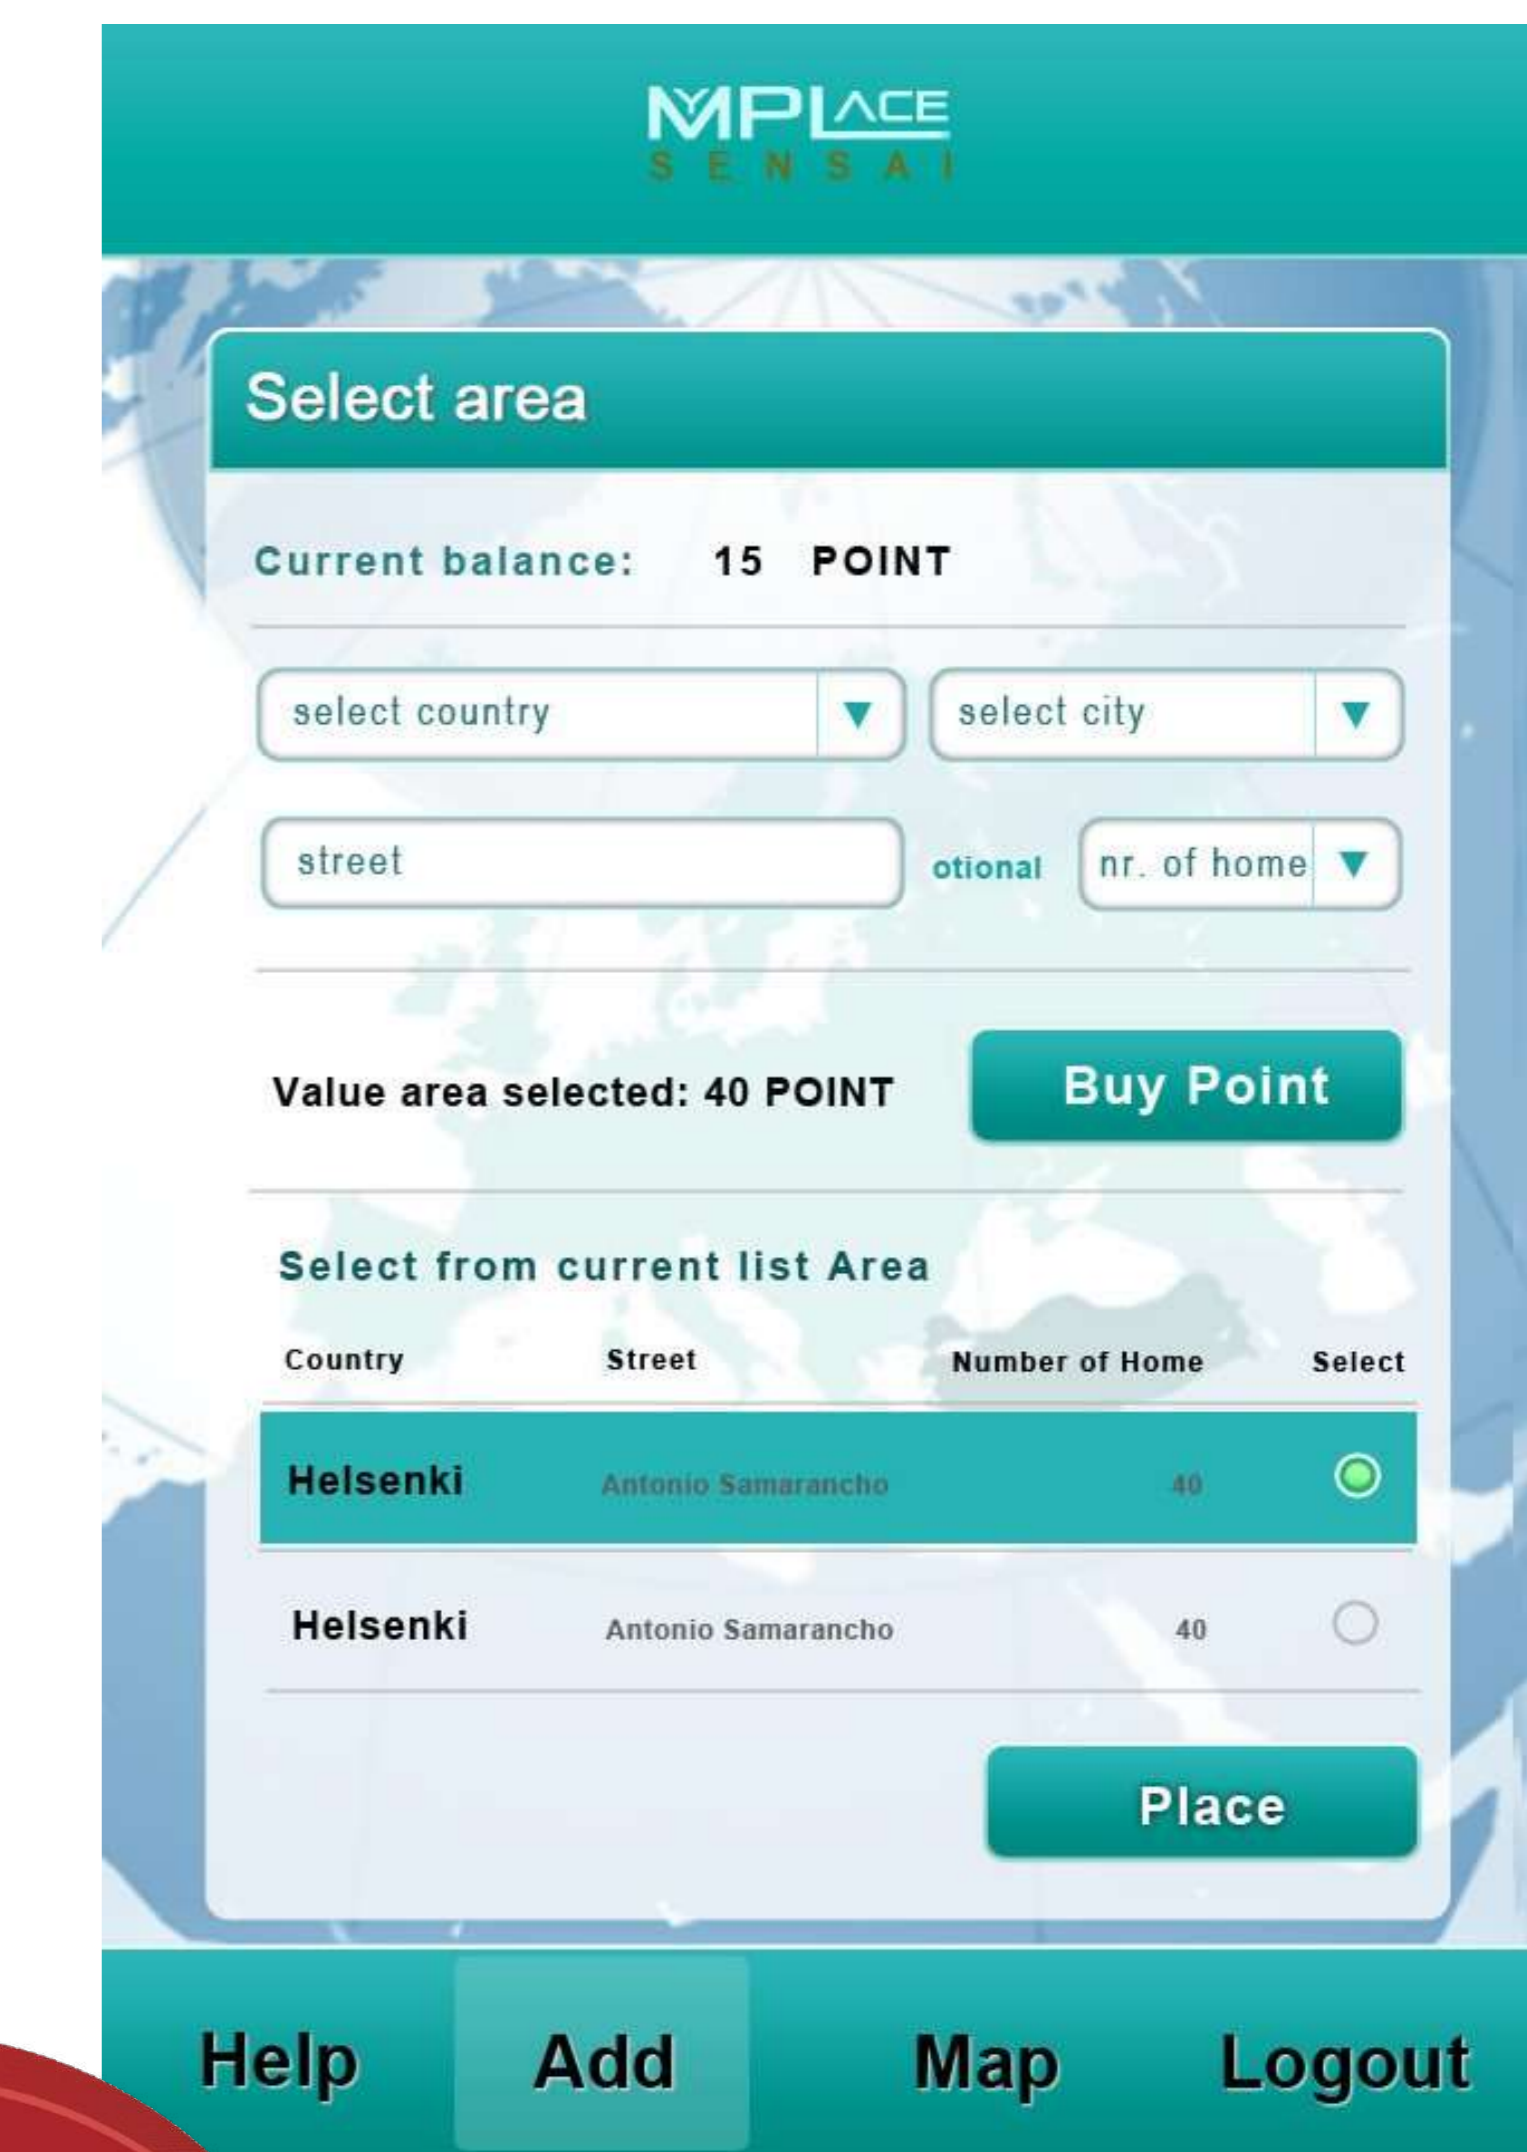 MPLACE
SENSAI
Select area
Current balance: 15 POINT
select country select city
street otional nr. of home
Value area selected: 40 POINT Buy Point
Select from current list Area
Country Street Number of Home Select
Helsenki Antonio Samarancho 40
Helsenki Antonio Samarancho 40
Place
Help Add Map Logout